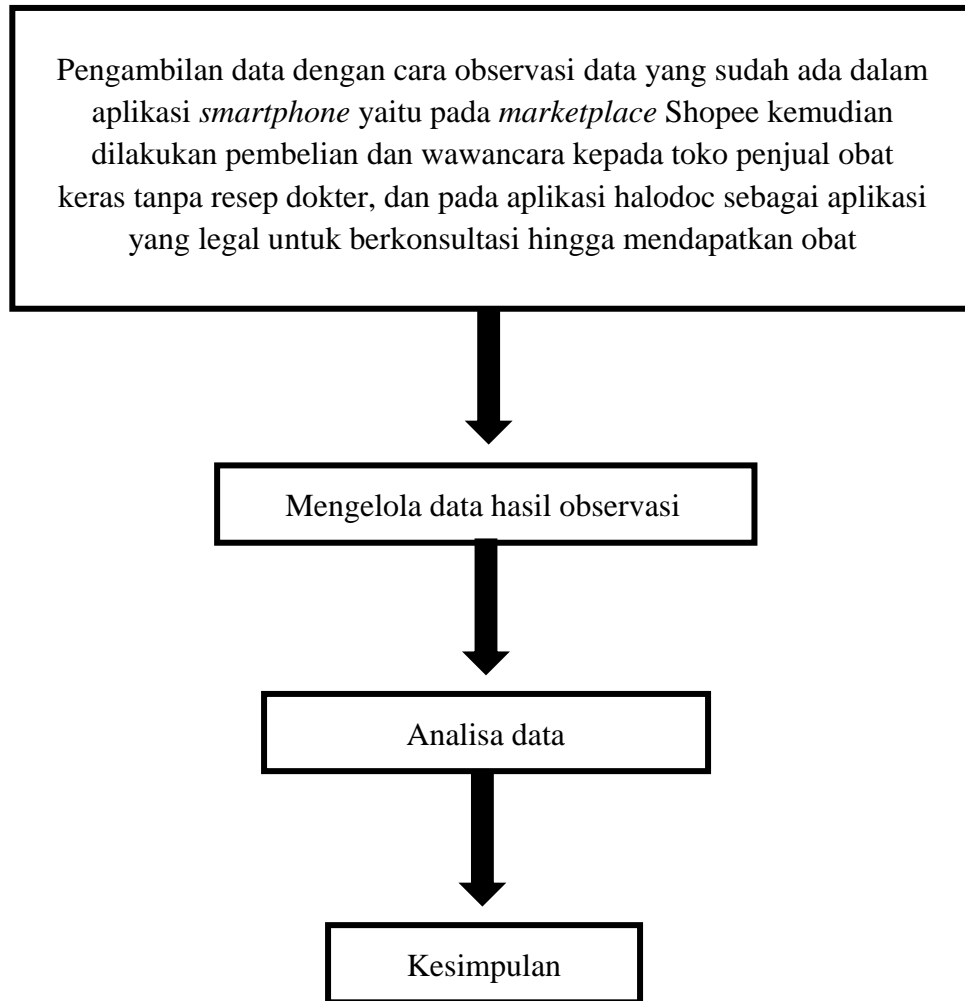 Pengambilan data dengan cara observasi data yang sudah ada dalam
aplikasi smartphone yaitu pada marketplace Shopee kemudian
dilakukan pembelian dan wawancara kepada toko penjual obat
keras tanpa resep dokter, dan pada aplikasi halodoc sebagai aplikasi
yang legal untuk berkonsultasi hingga mendapatkan obat
Mengelola data hasil observasi
Analisa data
Kesimpulan